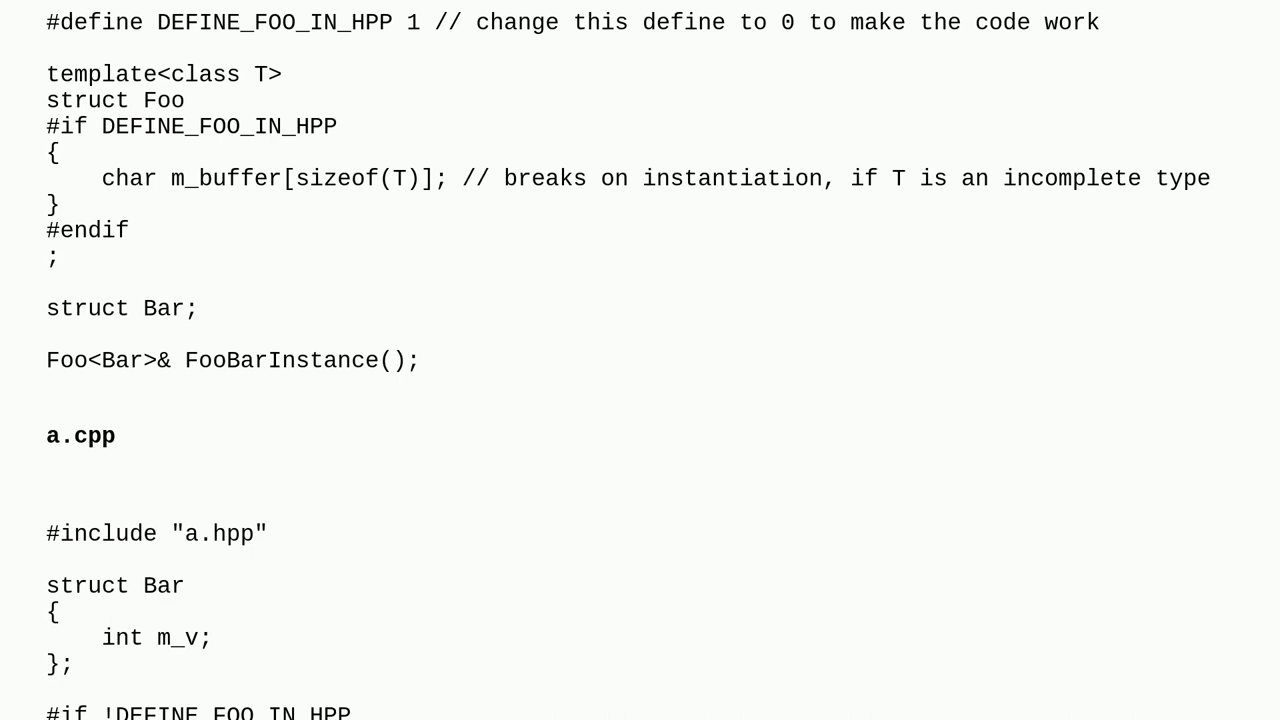 #define DEFINE_FOO_IN_HPP 1 // change this define to 0 to make the code work
template<class T>
struct Foo
#if DEFINE_FOO_IN_HPP
{
    char m_buffer[sizeof(T)]; // breaks on instantiation, if T is an incomplete type
}
#endif
;
struct Bar;
Foo<Bar>& FooBarInstance();
a.cpp
#include "a.hpp"
struct Bar
{
    int m_v;
};
#if !DEFINE_FOO_IN_HPP